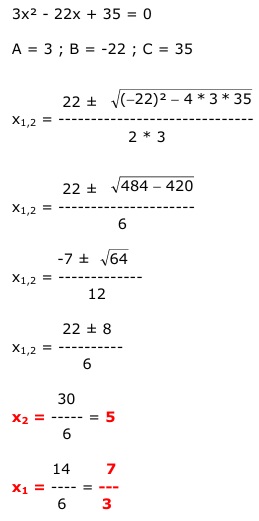 3x² - 22x + 35 = 0
A = 3 ; B = -22 ; C = 35
22 ± √(-22)² – 4 * 3 * 35
x1,2 = ------------------------------
2 * 3
22 ± √484 – 420
x1,2 = ---------------------
6
-7 ± √64
x1,2 = -------------
12
22 ± 8
x1,2 = ----------
6
30
x2 = ----- = 5
6
14 7
x1 = ---- = ---
6 3